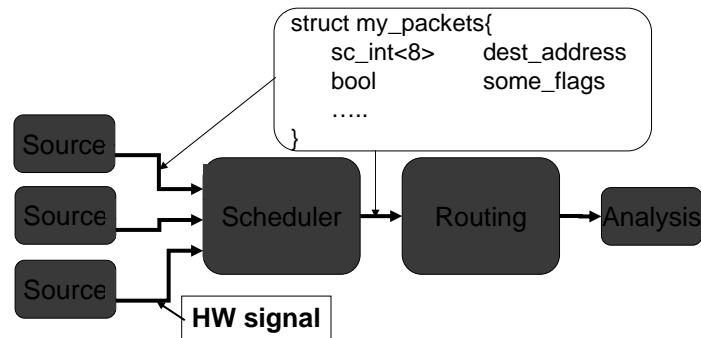 struct my_packets{
sc_int<8> dest_address
bool some_flags
…..
}
Source
Source
Source
Scheduler
Routing
Analysis
HW signal